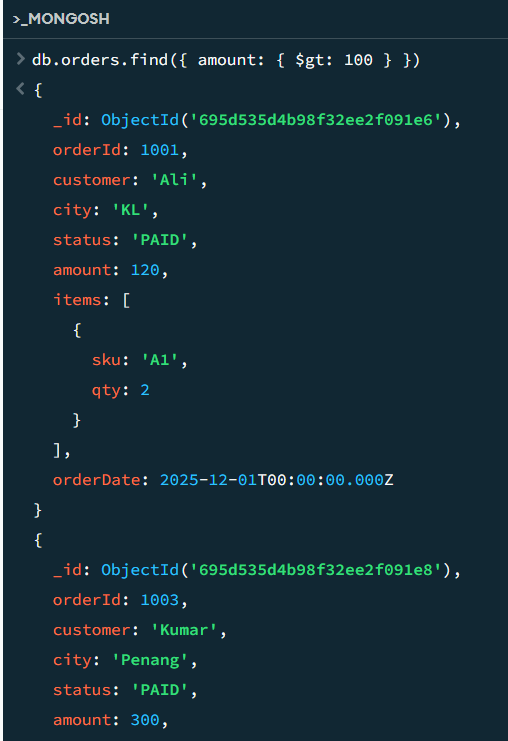 >_MONGOSH
> db.orders.find({ amount: { $gt: 100 } })
< {
_id: ObjectId('695d535d4b98f32ee2f091e6'),
orderId: 1001,
customer: 'Ali',
city: 'KL',
status: 'PAID',
amount: 120,
items: [
{
sku: 'A1',
qty: 2
}
],
orderDate: 2025-12-01T00:00:00.000Z
}
{
_id: ObjectId('695d535d4b98f32ee2f091e8'),
orderId: 1003,
customer: 'Kumar',
city: 'Penang',
status: 'PAID',
amount: 300,